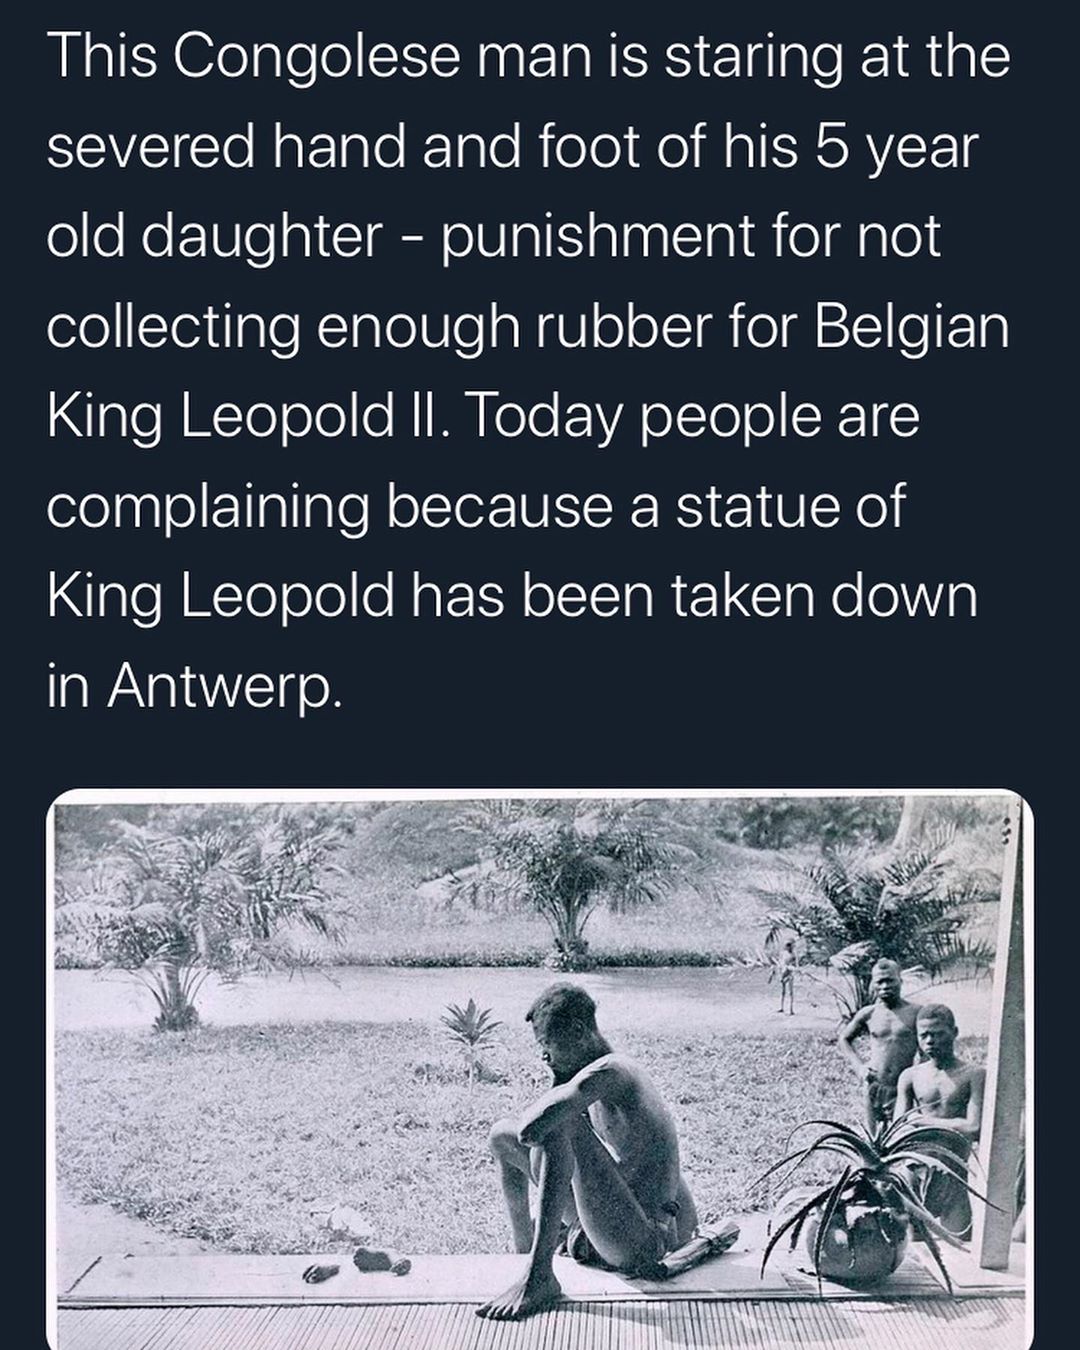 This Congolese man is staring at the
severed hand and foot of his 5 year
old daughter - punishment for not
collecting enough rubber for Belgian
King Leopold II. Today people are
complaining because a statue of
King Leopold has been taken down
in Antwerp.